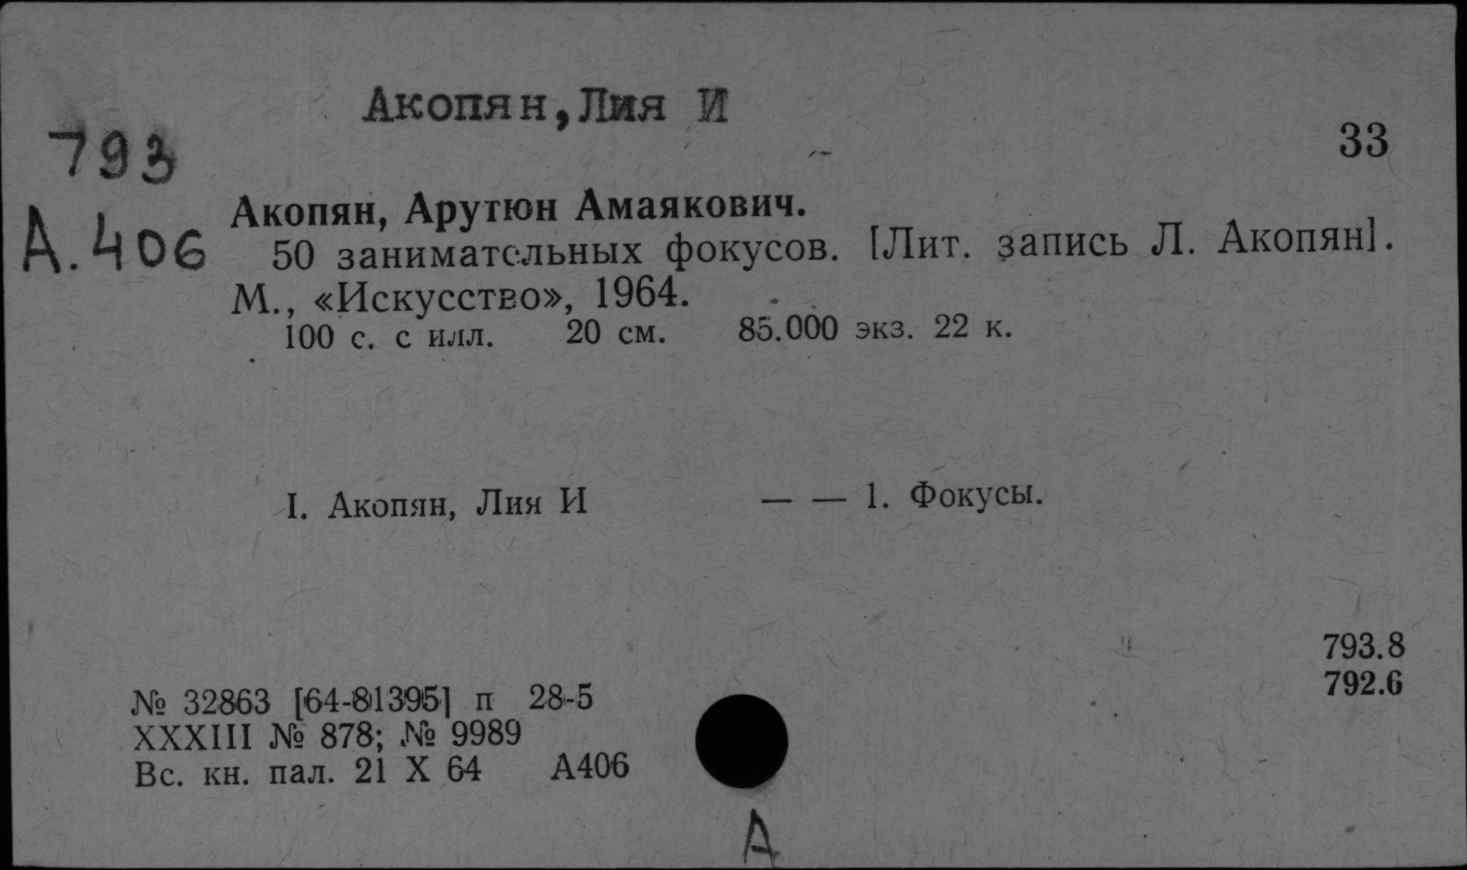 Акопян, Лия И
33
793
А.406
Акопян, Арутюн Амаякович.
50 занимательных фокусов. [Лит. запись Л. Акопян].
М., «Искусство», 1964.
100 с. с илл. 20 см. 85.000 экз. 22 к.
I. Акопян, Лия И — — 1. Фокусы.
793.8
792.6
№ 32863 [64-81395] п 28-5
XXXIII № 878; № 9989
Вс. кн. пал. 21 X 64 А406
А